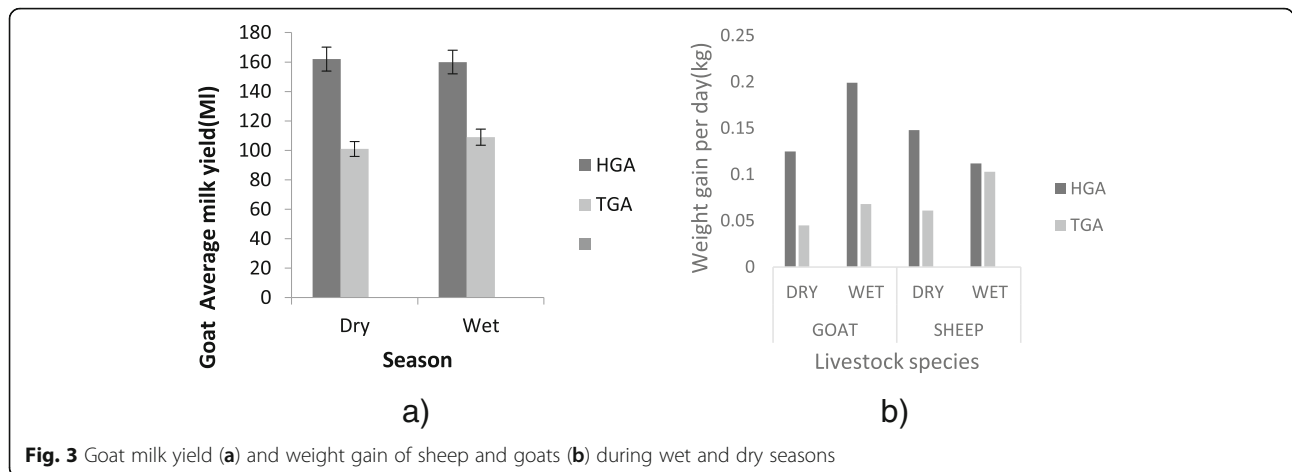 180
160
140
120
100
80
60
40
20
0
Goat Average milk yield(Ml)
Dry
Wet
Season
HGA
TGA
a)
0.25
0.2
0.15
0.1
0.05
0
Weight gain per day(kg)
DRY
WET
DRY
WET
GOAT
SHEEP
Livestock species
HGA
TGA
b)
Fig. 3 Goat milk yield (a) and weight gain of sheep and goats (b) during wet and dry seasons